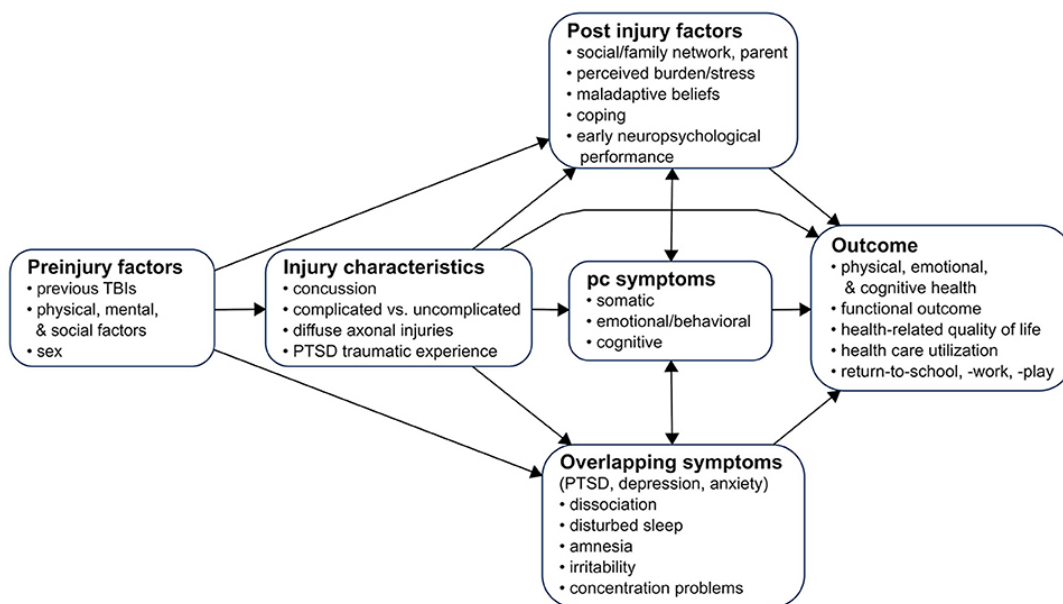 Post injury factors
• social/family network, parent
• perceived burden/stress
• maladaptive beliefs
• coping
• early neuropsychological
performance
Preinjury factors
• previous TBIs
• physical, mental,
& social factors
• sex
Injury characteristics
• concussion
• complicated vs. uncomplicated
• diffuse axonal injuries
• PTSD traumatic experience
pc symptoms
• somatic
• emotional/behavioral
• cognitive
Outcome
• physical, emotional,
& cognitive health
• functional outcome
• health-related quality of life
• health care utilization
• return-to-school, -work, -play
Overlapping symptoms
(PTSD, depression, anxiety)
• dissociation
• disturbed sleep
• amnesia
• irritability
• concentration problems